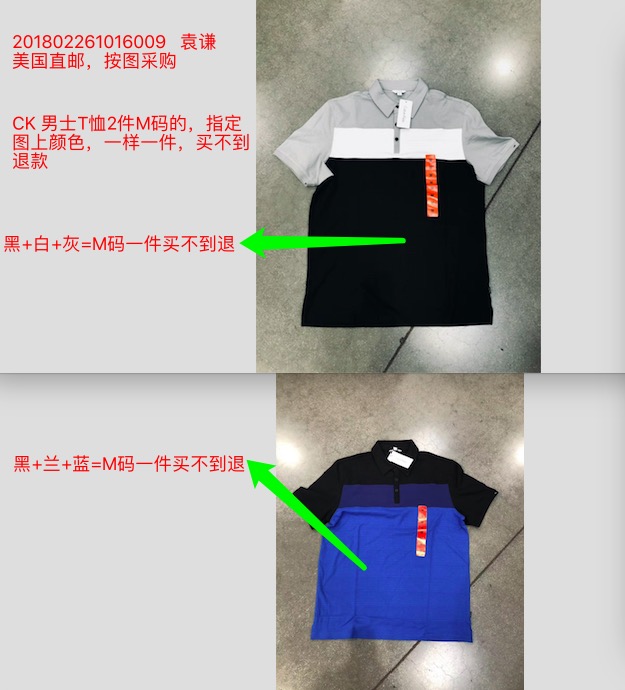 201802261016009 袁谦
美国直邮，按图采购
CK 男士T恤2件M码的，指定
图上颜色，一样一件，买不到
退款
黑+白+灰=M码一件买不到退
黑+兰+蓝=M码一件买不到退